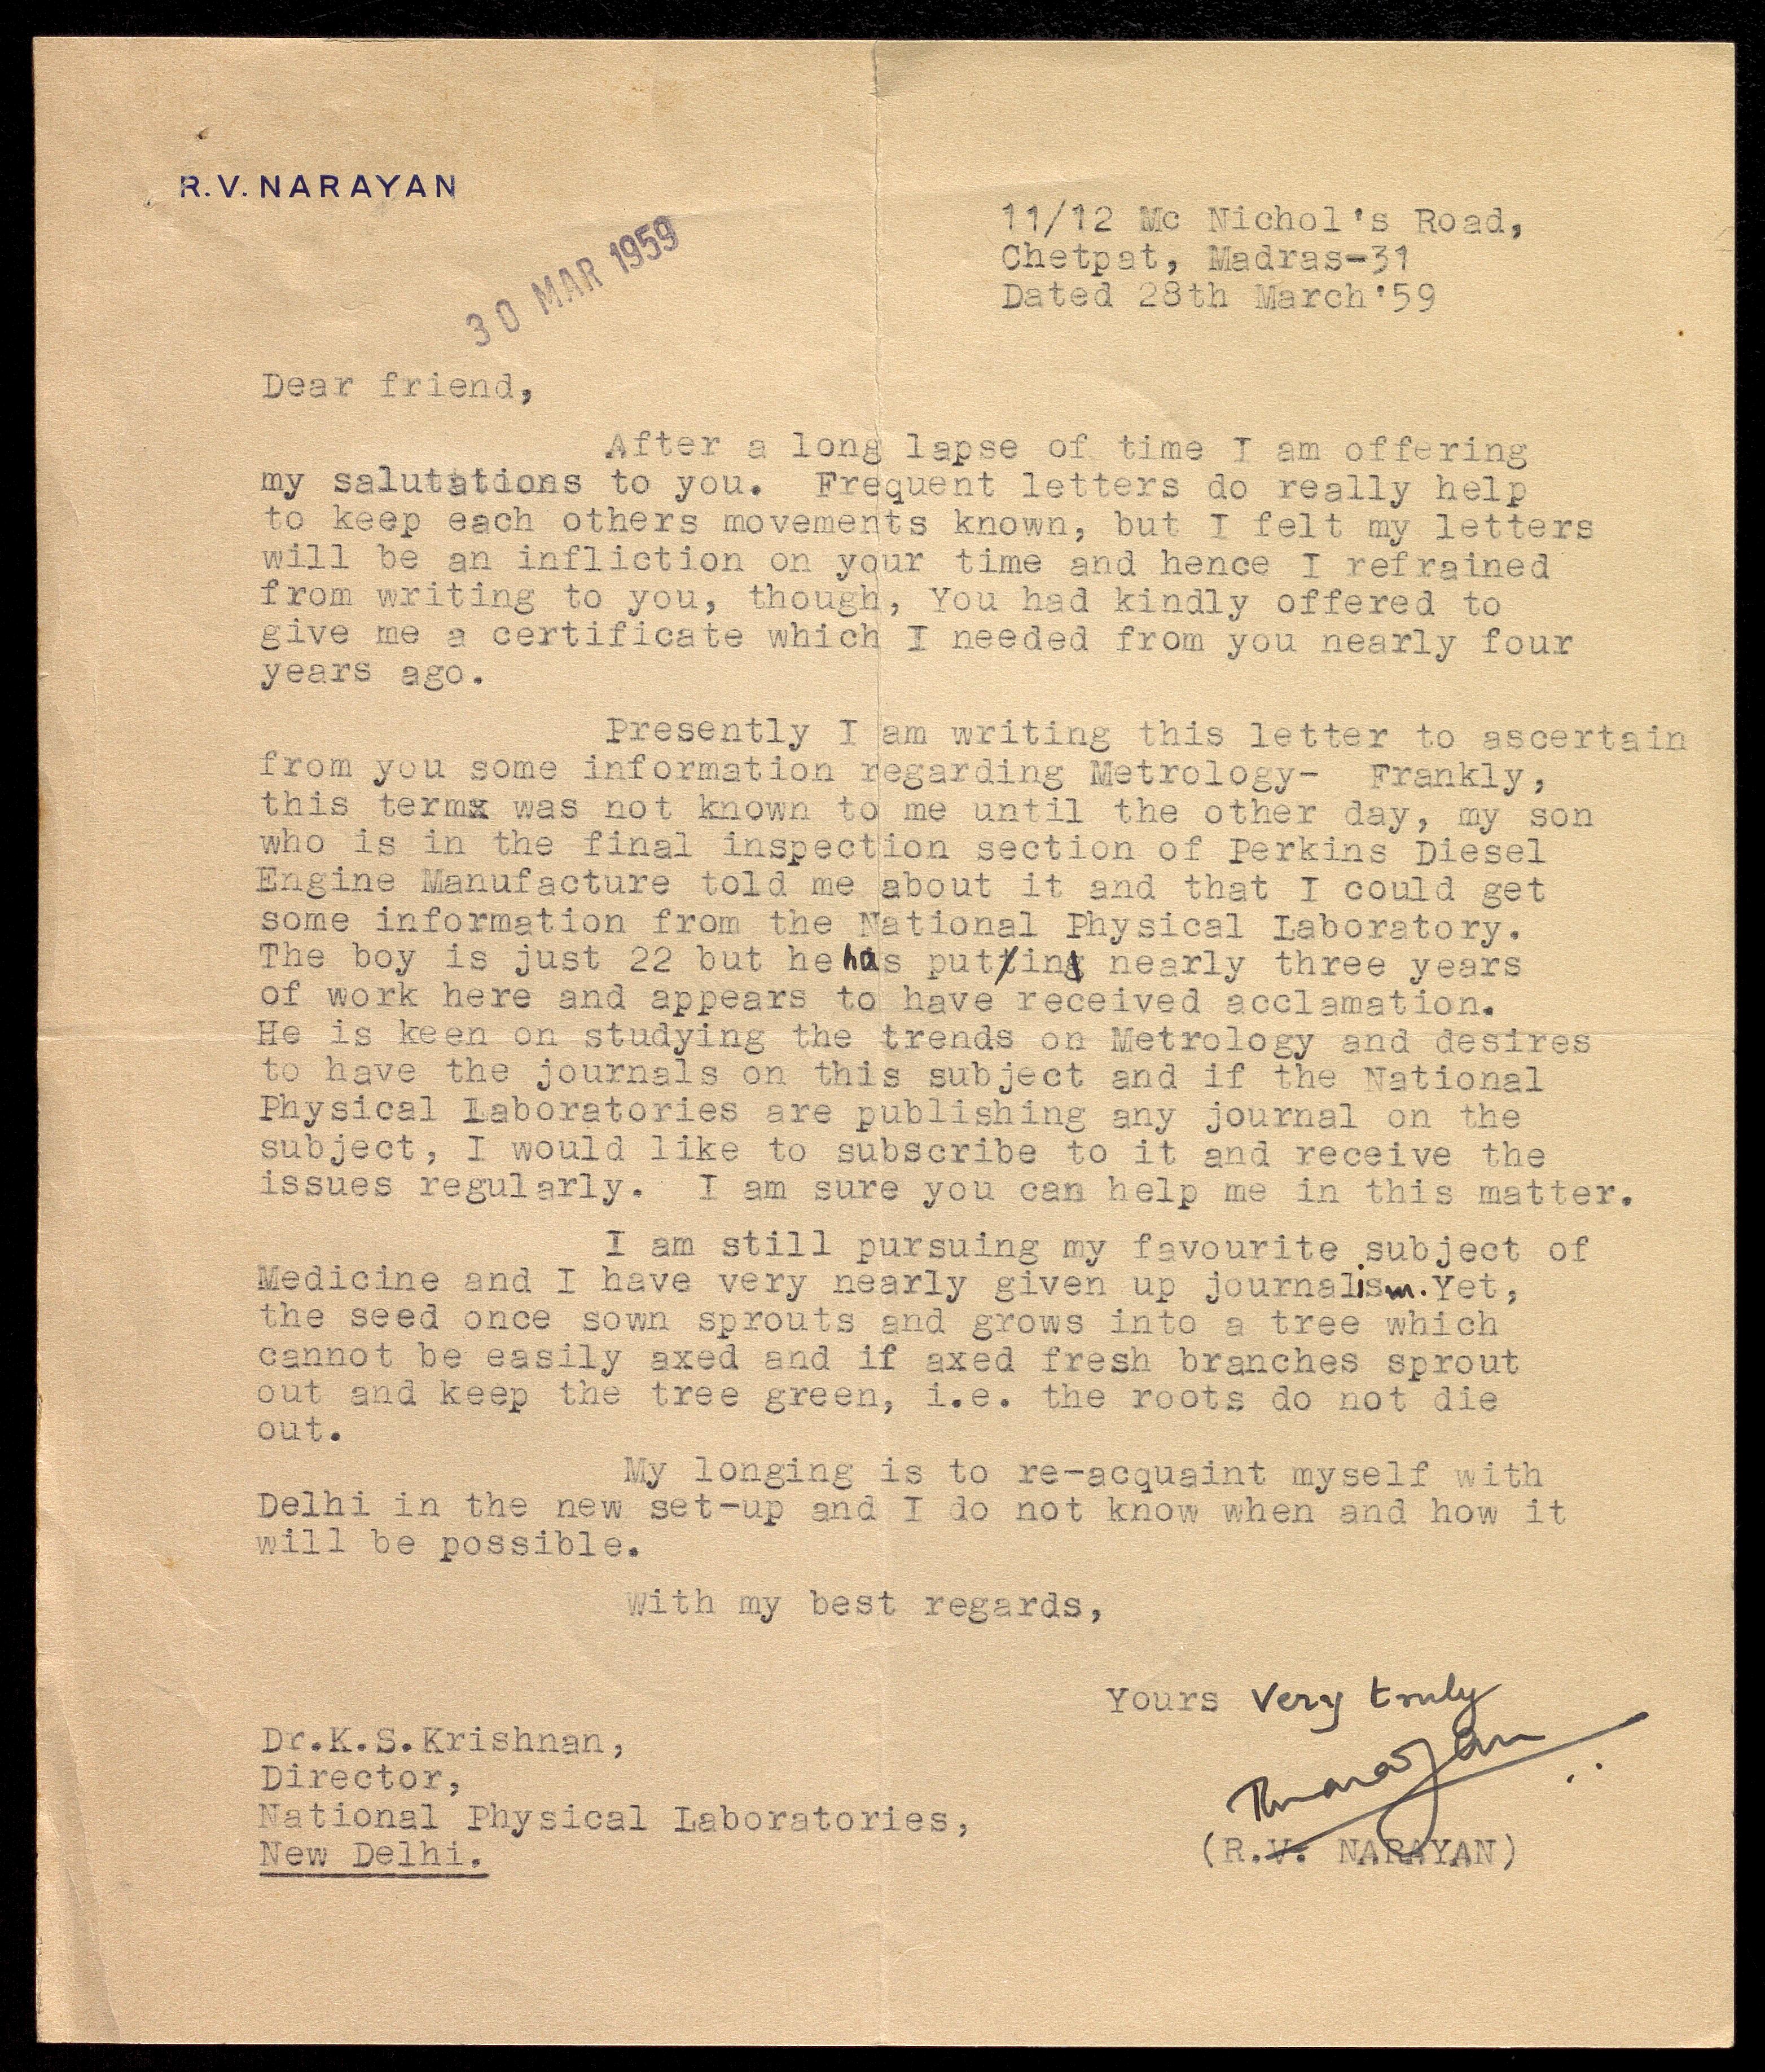 R.V. NARAYAN
30 MAR 1959
11/12 Mc Nichol's Road,
Chetpat, Madras-31
Dated 28th March'59
Dear friend,
After a long lapse of time I am offering
my salutations to you. Frequent letters do really help
to keep each others movements known, but I felt my letters
will be an infliction on your time and hence I refrained
from writing to you, though, You had kindly offered to
give me a certificate which I needed from you nearly four
years ago.
Presently I am writing this letter to ascertain
from you some information regarding Metrology- Frankly,
this termx was not known to me until the other day, my son
who is in the final inspection section of Perkins Diesel
Engine Manufacture told me about it and that I could get
some information from the National Physical Laboratory.
The boy is just 22 but he has put in nearly three years
of work here and appears to have received acclamation.
He is keen on studying the trends on Metrology and desires
to have the journals on this subject and if the National
Physical Laboratories are publishing any journal on the
subject, I would like to subscribe to it and receive the
issues regularly. I am sure you can help me in this matter.
I am still pursuing my favourite subject of
Medicine and I have very nearly given up journalism. Yet,
the seed once sown sprouts and grows into a tree which
cannot be easily axed and if axed fresh branches sprout
out and keep the tree green, i.e. the roots do not die
out.
My longing is to re-acquaint myself with
Delhi in the new set-up and I do not know when and how it
will be possible.
With my best regards,
Yours very truly
Rvnarayan
(R.V. NARAYAN)
Dr.K.S.Krishnan,
Director,
National Physical Laboratories,
New Delhi.